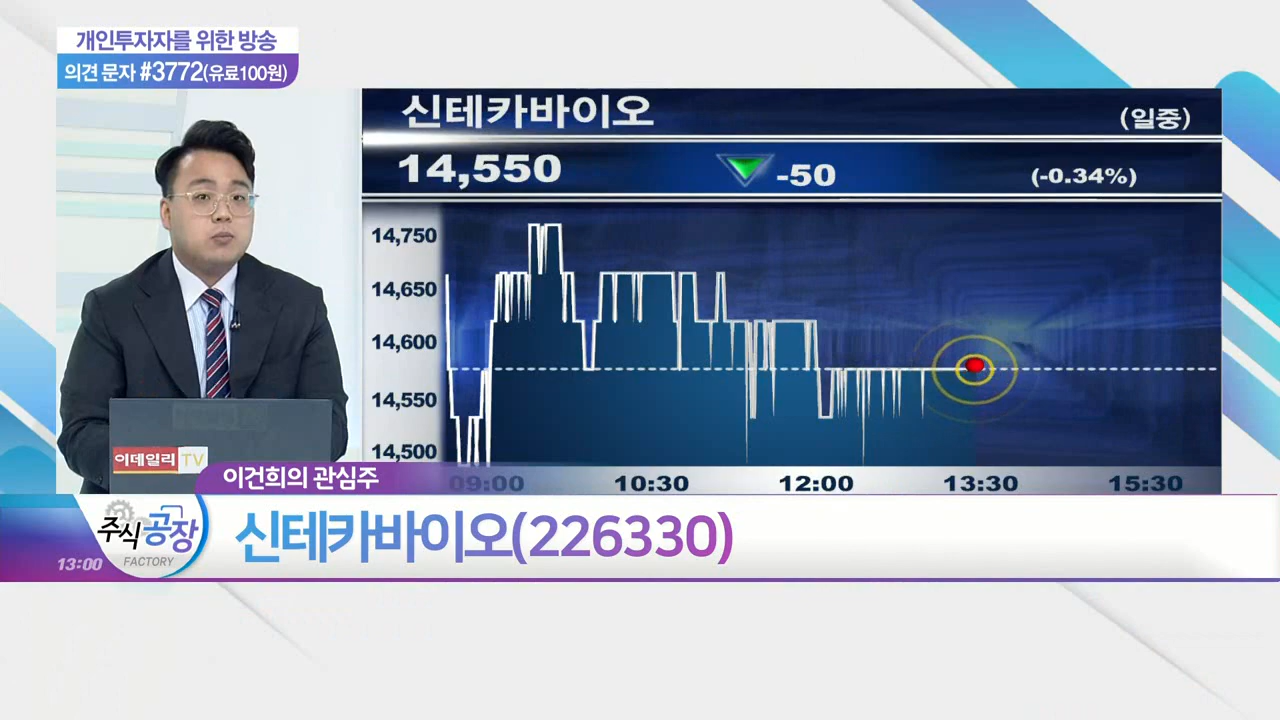 개인투자자를 위한 방송
의견 문자 #3772(유료100원)
신테카바이오
(일중)
14,550
-50
(-0.34%)
14,750
14,650
14,600
14,550
14,500
09:00 10:30 12:00 13:30 15:30
이데일리 TV
이건희의 관심주
주식공장
FACTORY
13:00
신테카바이오(226330)